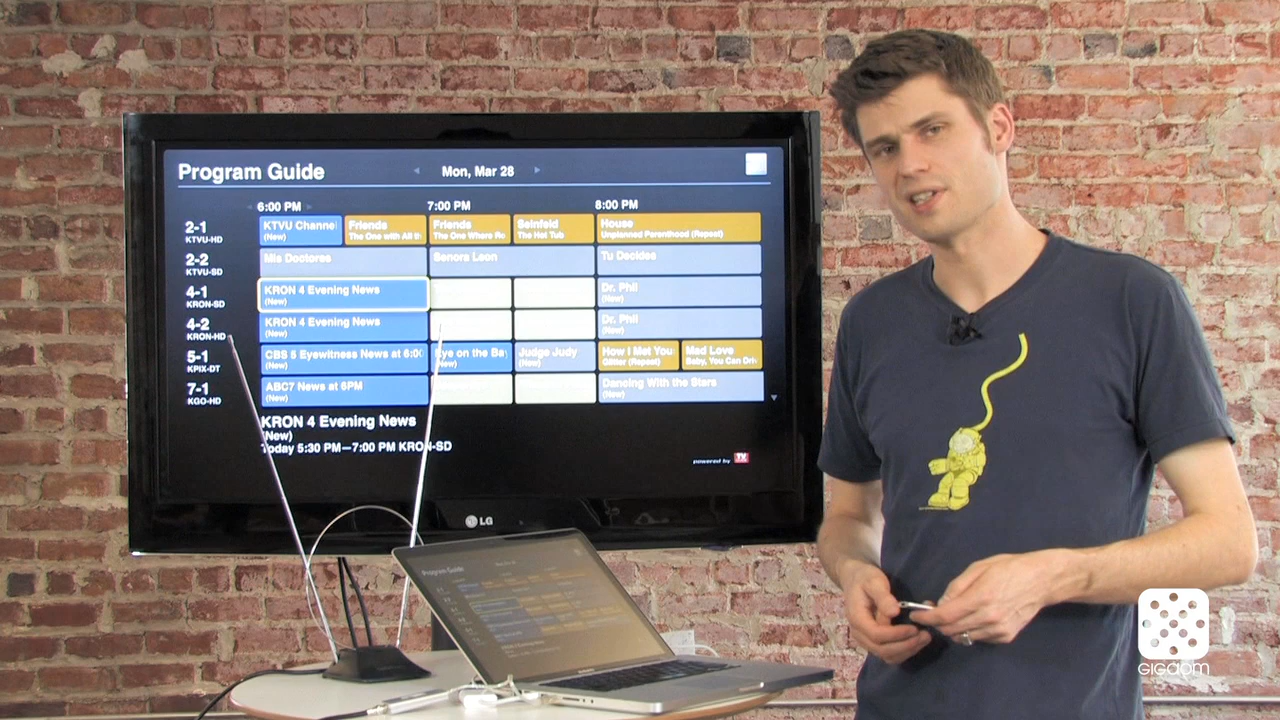 Program Guide
Mon, Mar 28
6:00 PM
7:00 PM
8:00 PM
2-1
KTVU-HD
KTVU Channe
(New)
Friends
The One with All th
Friends
The One Where Ro
Seinfeld
The Hot Tub
House
Unplanned Parenthood (Repeat)
2-2
KTVU-SD
Mis Doctores
Senora Leon
Tu Decides
4-1
KRON-SD
KRON 4 Evening News
(New)
Dr. Phil
(New)
4-2
KRON-HD
KRON 4 Evening News
(New)
Dr. Phil
(New)
5-1
KPIX-DT
CBS 5 Eyewitness News at 6:00
(New)
Eye on the Bay
(New)
Judge Judy
(New)
How I Met You
Glitter (Repeat)
Mad Love
Baby, You Can Driv
7-1
KGO-HD
ABC7 News at 6PM
(New)
Dancing With the Stars
(New)
KRON 4 Evening News
(New)
Today 5:30 PM—7:00 PM KRON-SD
powered by TV
LG
Program Guide
GIGAOM